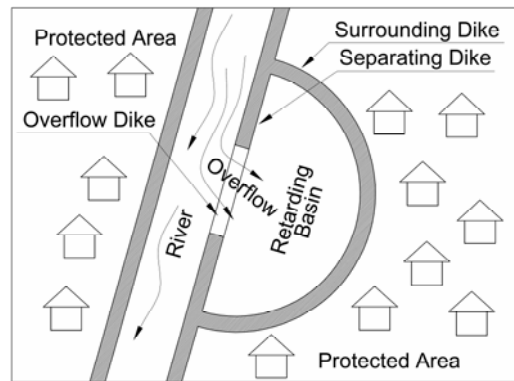 Protected Area
Surrounding Dike
Separating Dike
Overflow Dike
Overflow
Retarding
Basin
River
Protected Area